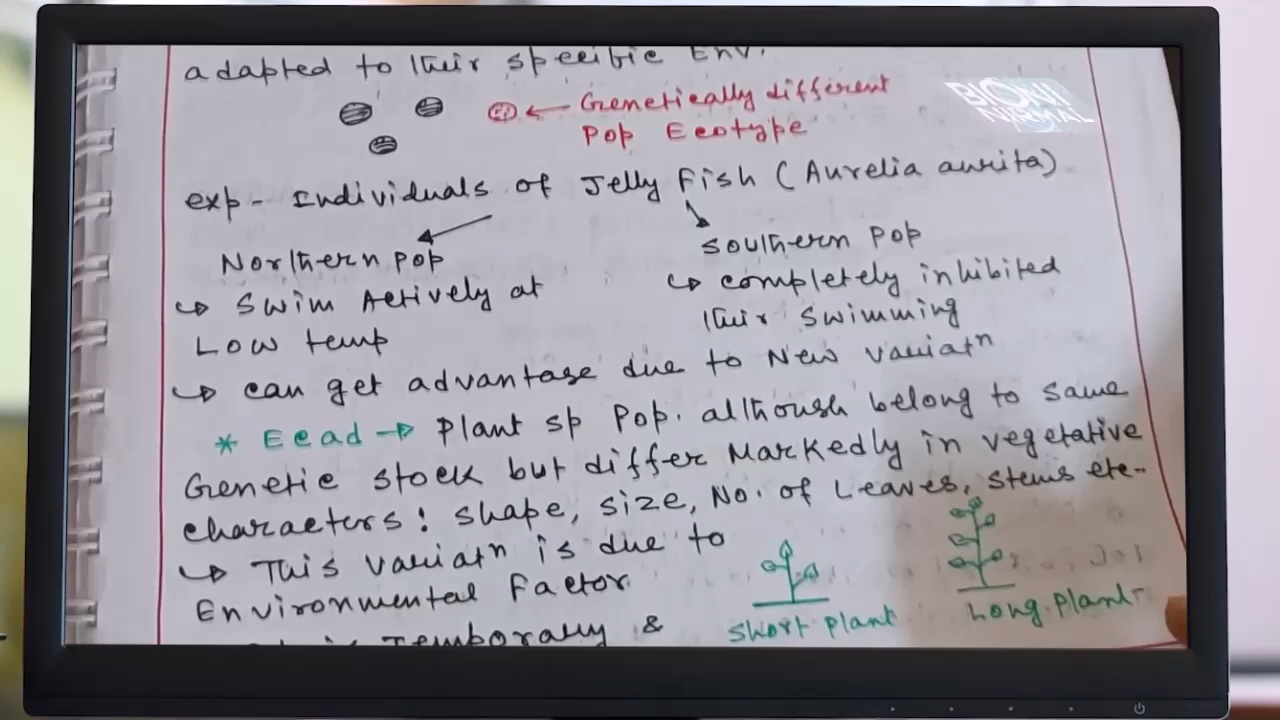 adapted to their specific Env.
Genetically different
Pop Ecotype
BIOMI
NIRMAL
exp - Individuals of Jelly Fish (Aurelia aurita)
Northern pop
↳ Swim Actively at
Low temp
Southern pop
↳ completely inhibited
their swimming
↳ can get advantage due to New variatn
* Ecad → Plant sp Pop. although belong to same
Genetic stock but differ Markedly in vegetative
characters: shape, size, No. of Leaves, stems etc--
↳ This variatn is due to
Environmental Factor
Short plant
Long plant
Temporally &